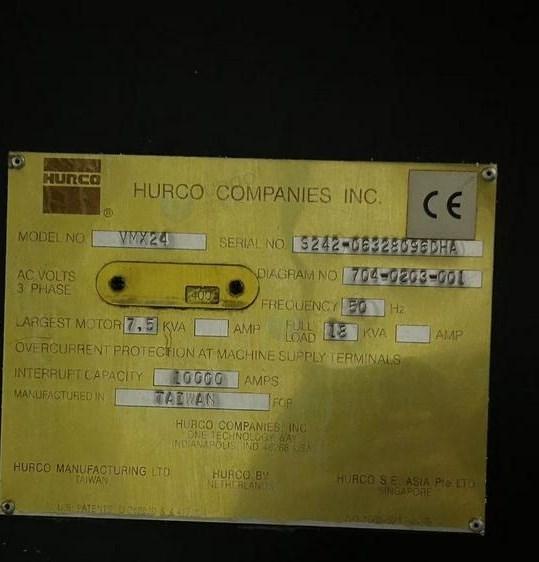 HURCO
®
HURCO COMPANIES INC.
CE
MODEL NO. VMX24 SERIAL NO. S242-06328096DHA
AC VOLTS
3 PHASE
400
DIAGRAM NO 704-0203-001
FREQUENCY 50 Hz
LARGEST MOTOR 7,5 KVA AMP FULL LOAD 18 KVA AMP
OVERCURRENT PROTECTION AT MACHINE SUPPLY TERMINALS
INTERRUPT CAPACITY 10000 AMPS
MANUFACTURED IN TAIWAN FOR
HURCO COMPANIES, INC
ONE TECHNOLOGY WAY
INDIANAPOLIS, IND 46268 USA
HURCO MANUFACTURING LTD
TAIWAN
HURCO BV
NETHERLANDS
HURCO S.E. ASIA Pte LTD
SINGAPORE
U.S. PATENTS